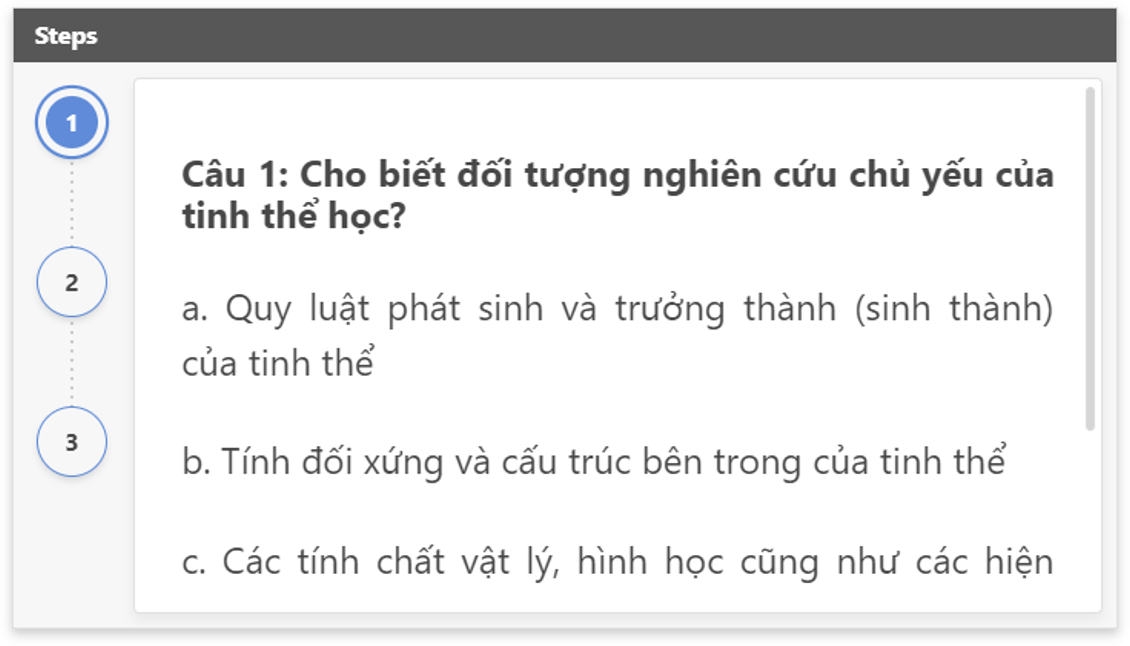 Steps
1
Câu 1: Cho biết đối tượng nghiên cứu chủ yếu của
tinh thể học?
a. Quy luật phát sinh và trưởng thành (sinh thành)
của tinh thể
2
b. Tính đối xứng và cấu trúc bên trong của tinh thể
3
c. Các tính chất vật lý, hình học cũng như các hiện